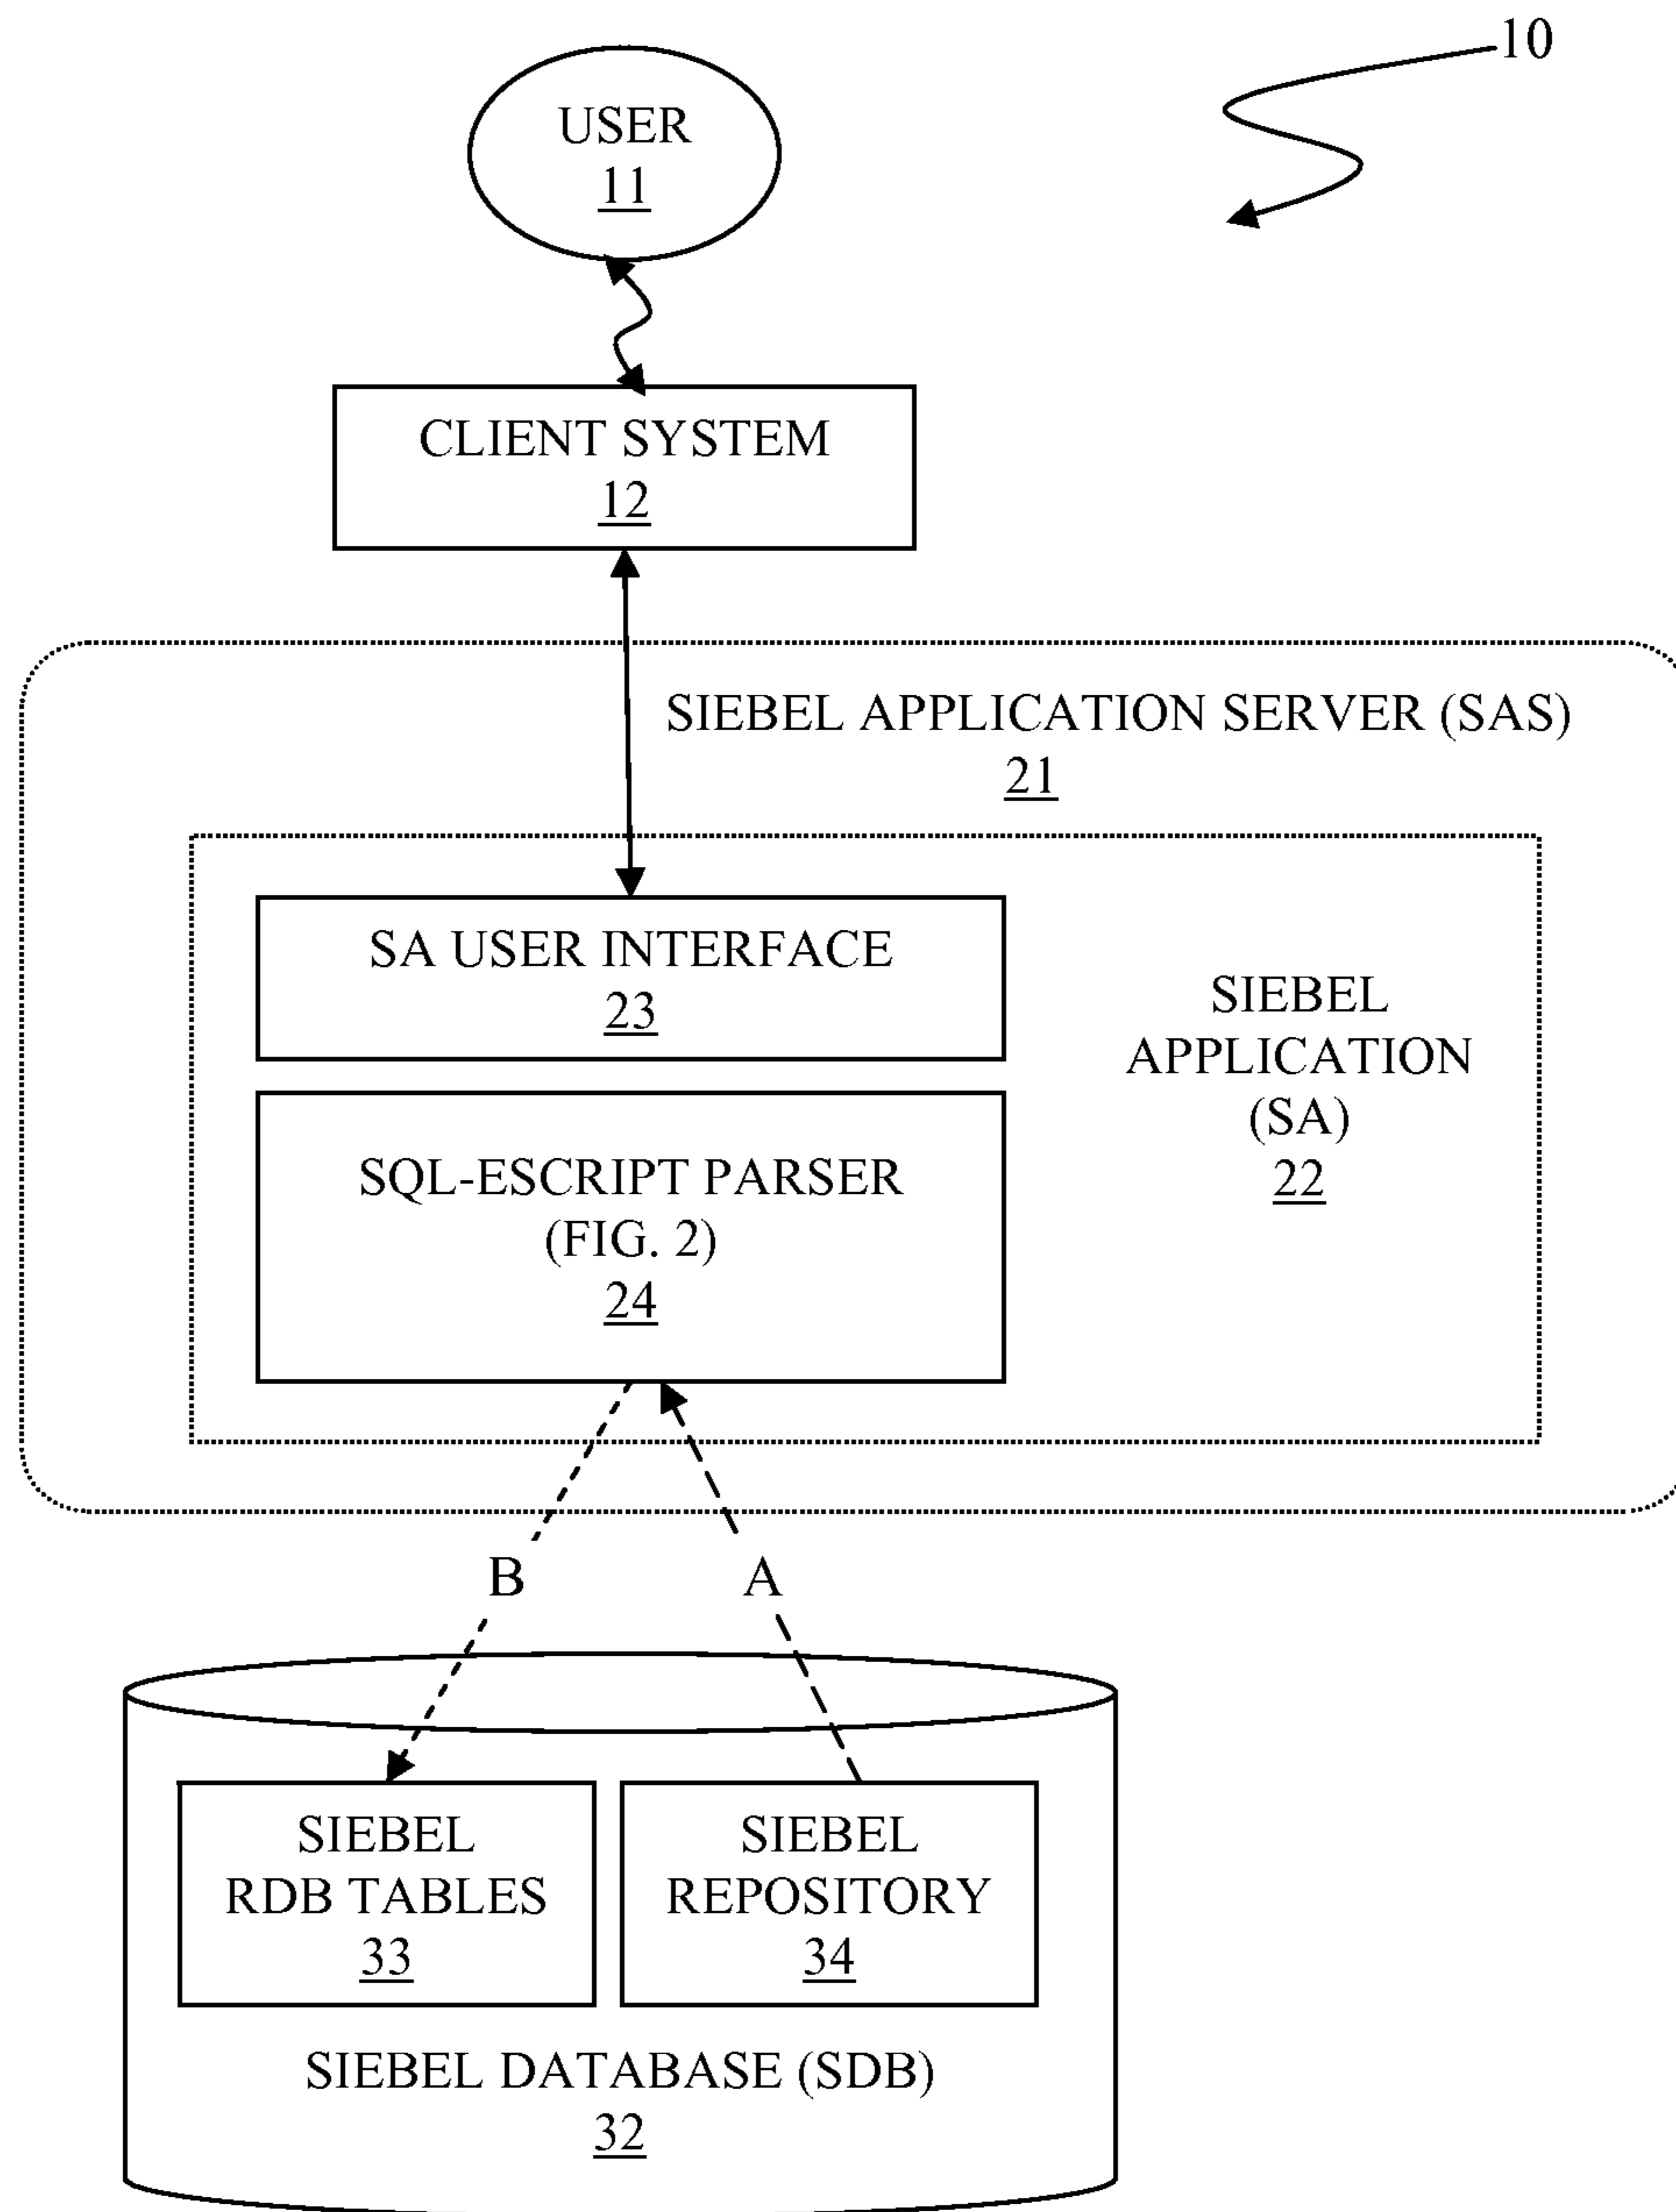 10
USER
11
CLIENT SYSTEM
12
SIEBEL APPLICATION SERVER (SAS)
21
SA USER INTERFACE
23
SIEBEL
APPLICATION
(SA)
22
SQL-ESCRIPT PARSER
(FIG. 2)
24
B
A
SIEBEL
RDB TABLES
33
SIEBEL
REPOSITORY
34
SIEBEL DATABASE (SDB)
32